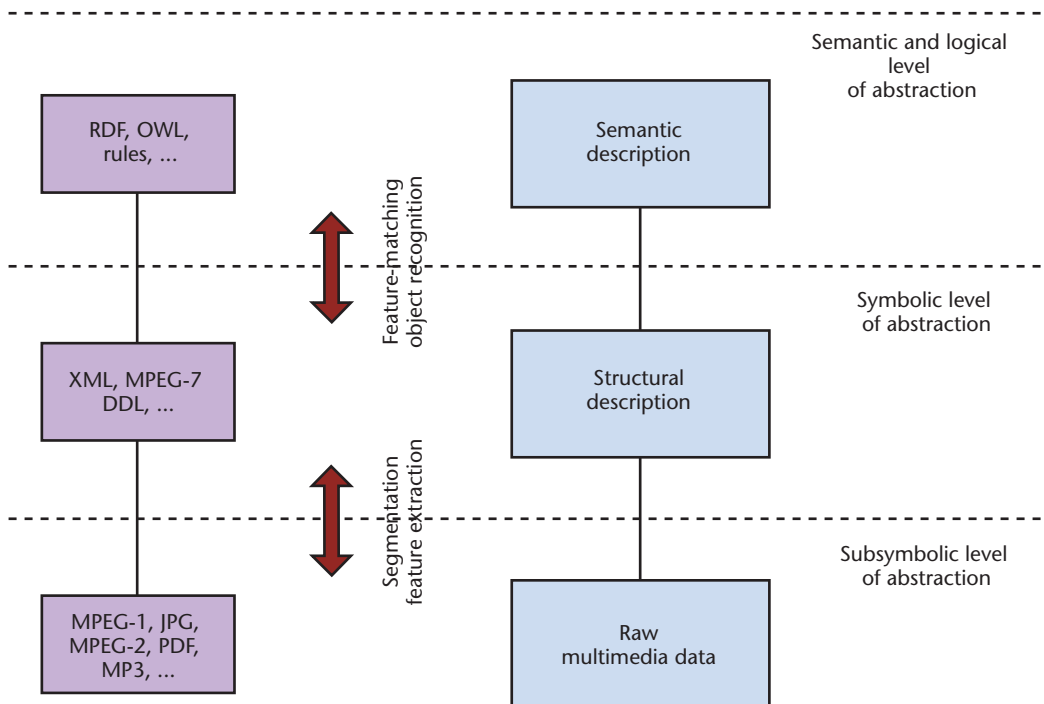 Semantic and logical
level
of abstraction
RDF, OWL,
rules, ...
Semantic
description
Feature-matching
object recognition
Symbolic level
of abstraction
XML, MPEG-7
DDL, ...
Structural
description
Segmentation
feature extraction
Subsymbolic level
of abstraction
MPEG-1, JPG,
MPEG-2, PDF,
MP3, ...
Raw
multimedia data